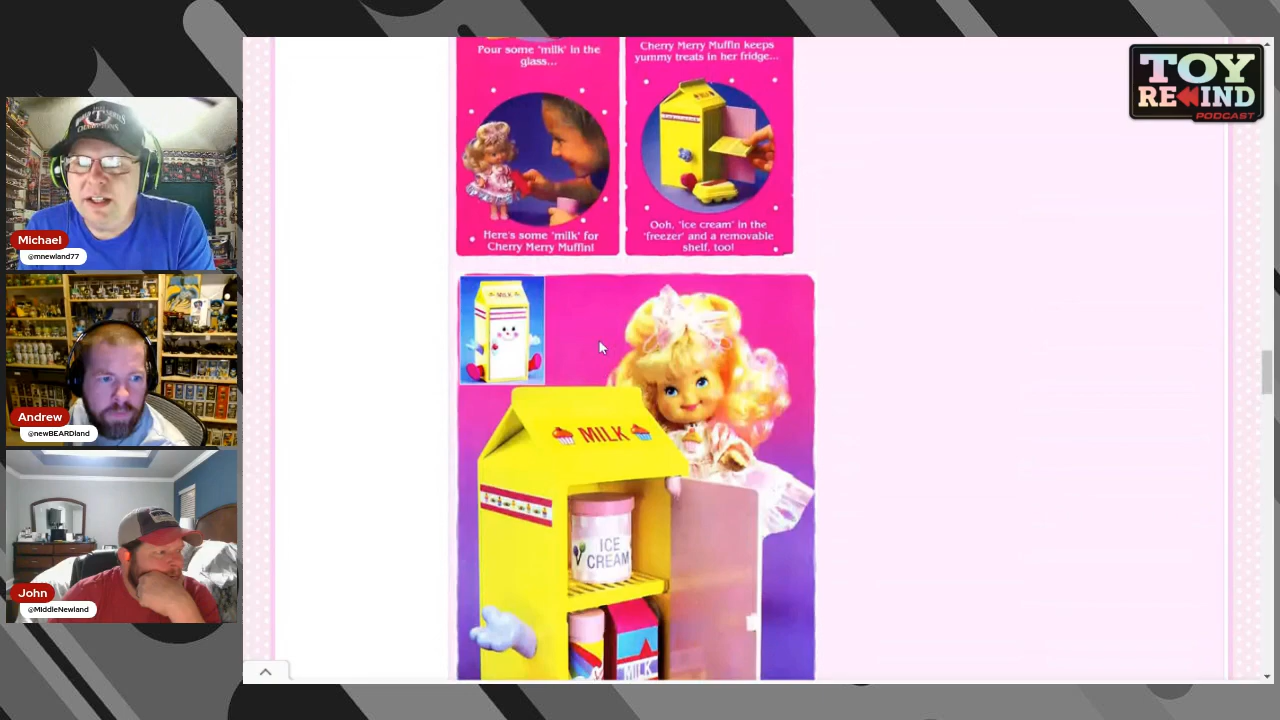 Pour some 'milk' in the
glass...
Cherry Merry Muffin keeps
yummy treats in her fridge...
TOY
REWIND
PODCAST
Here's some 'milk' for
Cherry Merry Muffin!
Ooh, 'ice cream' in the
'freezer' and a removable
shelf, too!
Michael
@mnewland77
MILK
MILK
ICE
CREAM
MILK
Andrew
@newBEARDland
John
@MiddleNewland